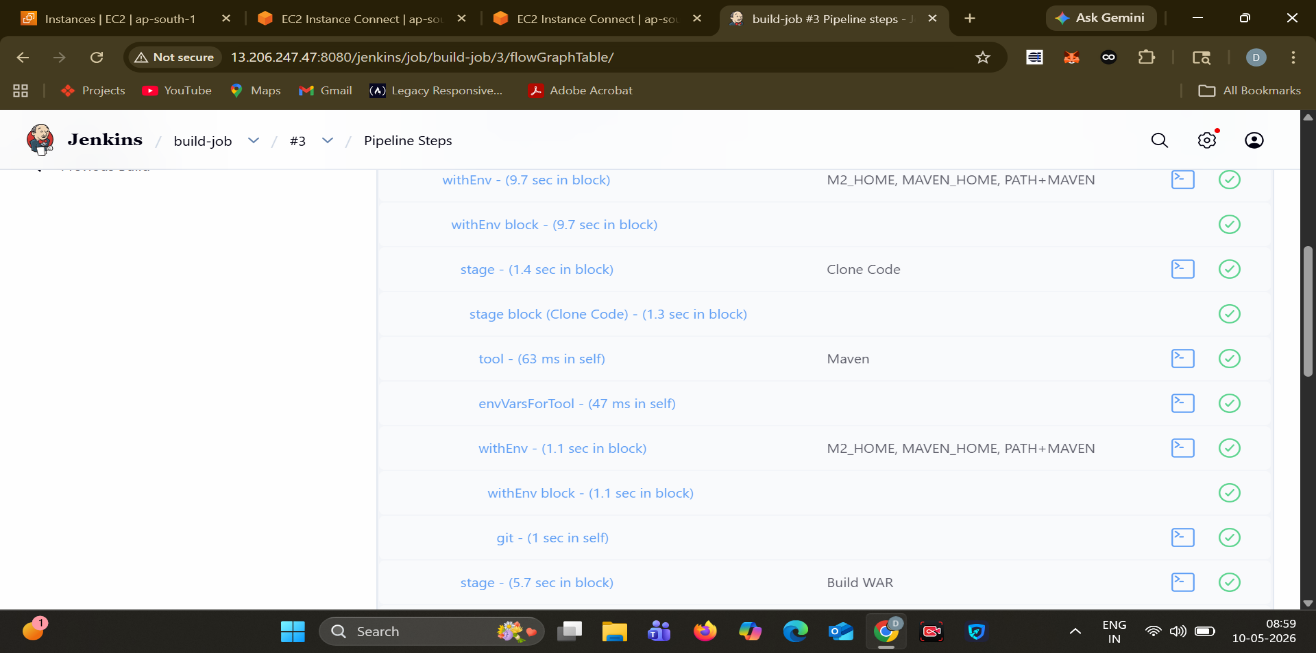 Instances | EC2 | ap-south-1
EC2 Instance Connect | ap-sou
EC2 Instance Connect | ap-sou
build-job #3 Pipeline steps - J
Ask Gemini
Not secure
13.206.247.47:8080/jenkins/job/build-job/3/flowGraphTable/
D
Projects
YouTube
Maps
Gmail
(A)
Legacy Responsive...
Adobe Acrobat
All Bookmarks
Jenkins / build-job / #3 / Pipeline Steps
withEnv - (9.7 sec in block) M2_HOME, MAVEN_HOME, PATH+MAVEN
withEnv block - (9.7 sec in block)
stage - (1.4 sec in block) Clone Code
stage block (Clone Code) - (1.3 sec in block)
tool - (63 ms in self) Maven
envVarsForTool - (47 ms in self)
withEnv - (1.1 sec in block) M2_HOME, MAVEN_HOME, PATH+MAVEN
withEnv block - (1.1 sec in block)
git - (1 sec in self)
stage - (5.7 sec in block) Build WAR
1
Search
D
ENG
IN
08:59
10-05-2026